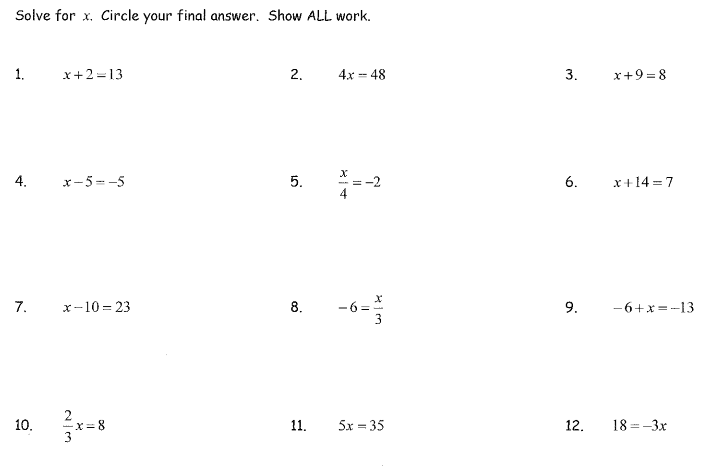 Solve for x. Circle your final answer. Show ALL work.
1. x+2=13 2. 4x=48 3. x+9=8
4. x-5=-5 5. x/4=-2 6. x+14=7
7. x-10=23 8. -6=x/3 9. -6+x=-13
10. 2/3x=8 11. 5x=35 12. 18=-3x